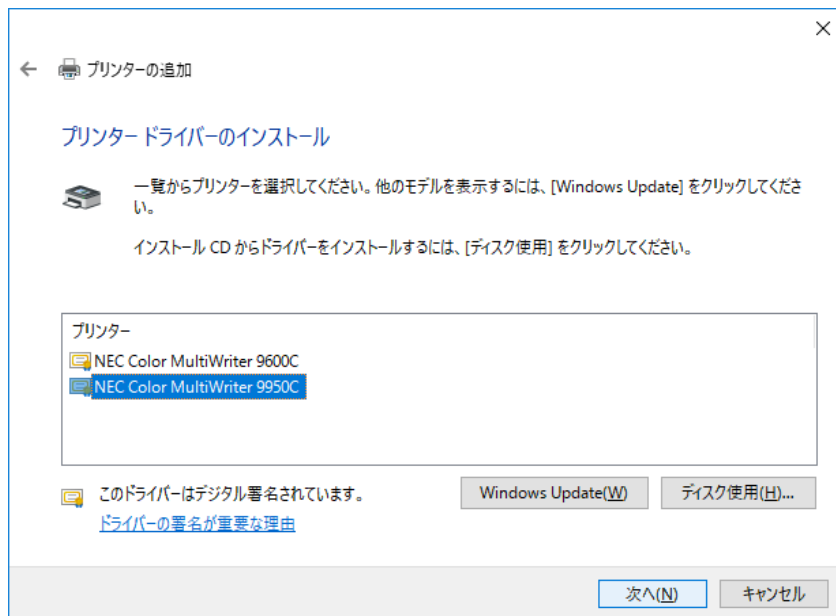 プリンターの追加
プリンター ドライバーのインストール
一覧からプリンターを選択してください。他のモデルを表示するには、[Windows Update] をクリックしてくださ
い。
インストール CD からドライバーをインストールするには、[ディスク使用] をクリックしてください。
プリンター
NEC Color MultiWriter 9600C
NEC Color MultiWriter 9950C
このドライバーはデジタル署名されています。
Windows Update(W)
ディスク使用(H)...
ドライバーの署名が重要な理由
次へ(N)
キャンセル